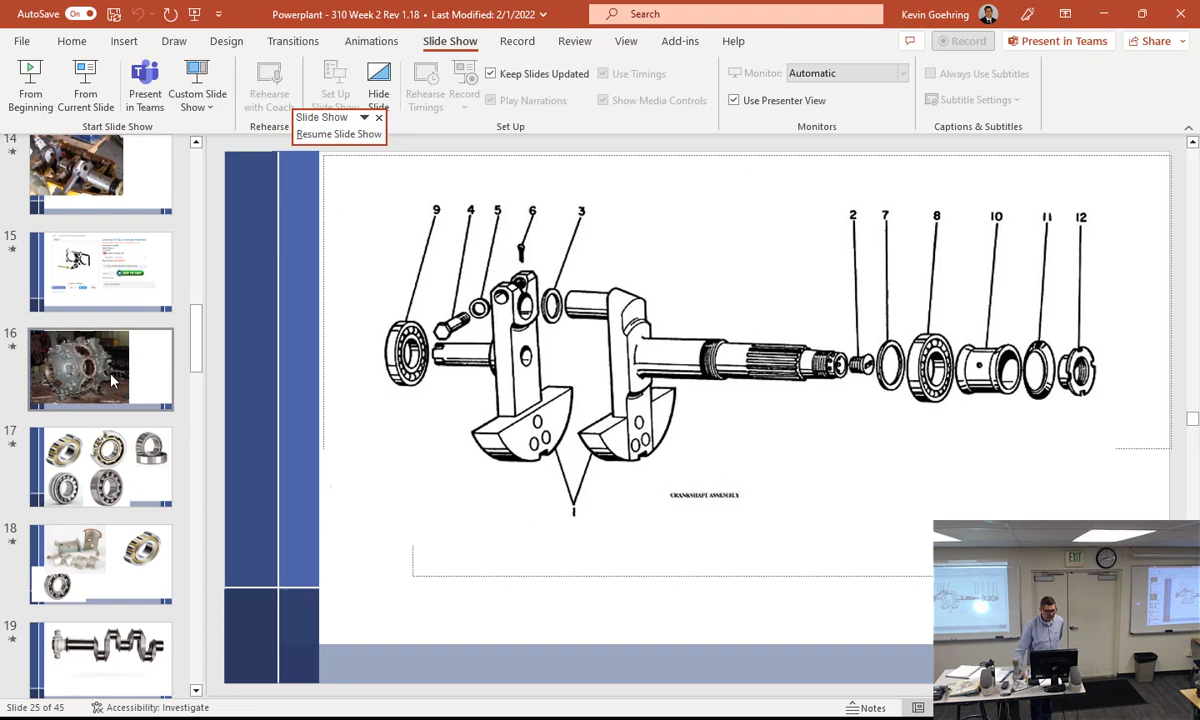 AutoSave On Powerplant - 310 Week 2 Rev 1.18 • Last Modified: 2/1/2022 Search Kevin Goehring
File Home Insert Draw Design Transitions Animations Slide Show Record Review View Add-ins Help Record Present in Teams Share
From Beginning
From Current Slide
Present in Teams
Custom Slide Show
Start Slide Show
Rehearse with Coach
Rehearse
Set Up Slide Show
Hide Slide
Rehearse Timings
Record
Keep Slides Updated
Play Narrations
Use Timings
Show Media Controls
Set Up
Monitor: Automatic
Use Presenter View
Monitors
Always Use Subtitles
Subtitle Settings
Captions & Subtitles
Slide Show
Resume Slide Show
14
15
16
17
18
19
9 4 5 6 3 2 7 8 10 11 12
1
CRANKSHAFT ASSEMBLY
EXIT
Slide 25 of 45 Accessibility: Investigate Notes